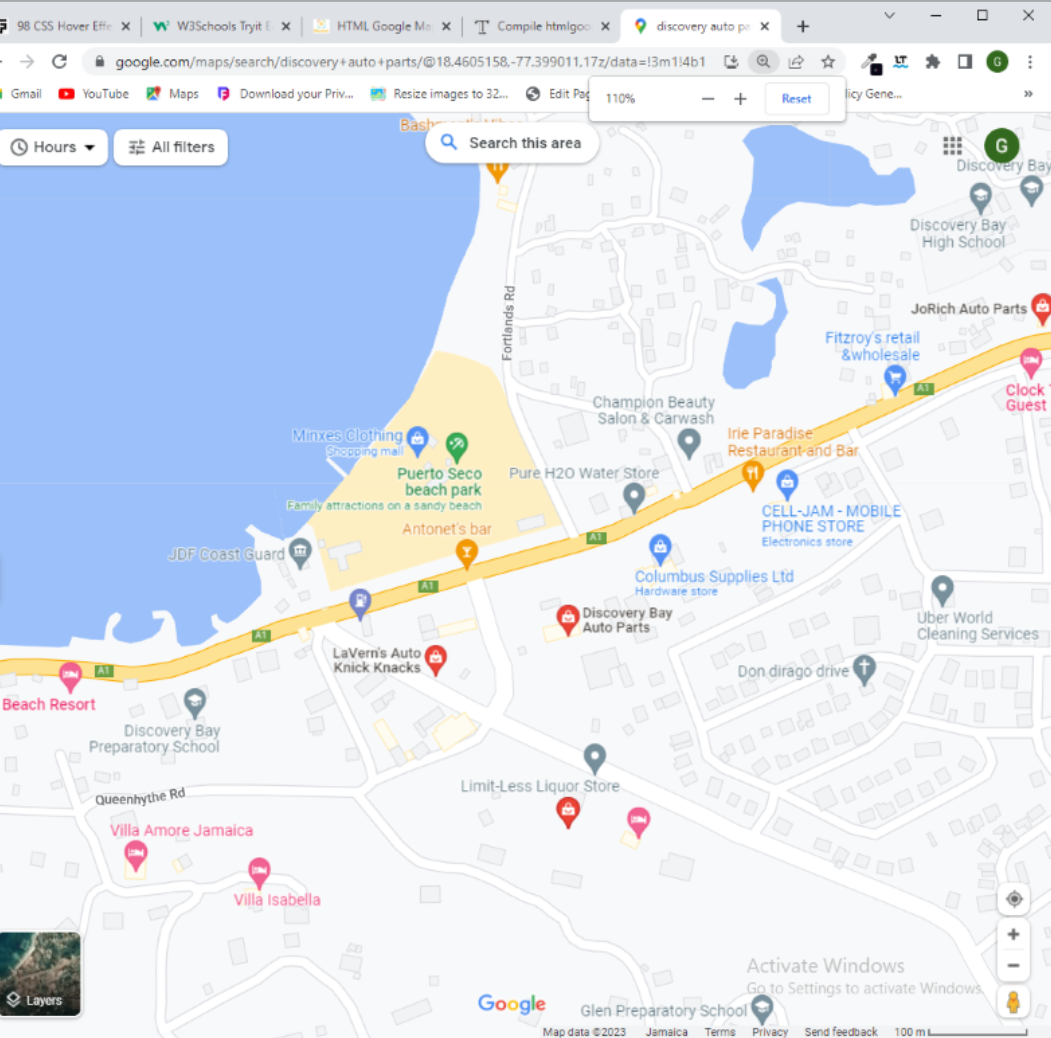 98 CSS Hover Effe
W3Schools Tryit E
HTML Google Ma
Compile htmlgoo
discovery auto pa
google.com/maps/search/discovery+auto+parts/@18.4605158,-77.399011,17z/data=!3m1!4b1
G
Gmail
YouTube
Maps
Download your Priv...
Resize images to 32...
Edit Pag
110%
Reset
licy Gene...
»
Hours
All filters
Search this area
G
Discovery Bay
Discovery Bay
High School
Fortlands Rd
JoRich Auto Parts
Fitzroy's retail
&wholesale
A1
Clock
Guest
Champion Beauty
Salon & Carwash
Minxes Clothing
Shopping mall
Irie Paradise
Restaurant and Bar
Puerto Seco
beach park
Family attractions on a sandy beach
Pure H2O Water Store
CELL-JAM - MOBILE
PHONE STORE
Electronics store
Antonet's bar
A1
JDF Coast Guard
Columbus Supplies Ltd
Hardware store
A1
Discovery Bay
Auto Parts
Uber World
Cleaning Services
A1
LaVern's Auto
Knick Knacks
A1
Don dirago drive
Beach Resort
Discovery Bay
Preparatory School
Limit-Less Liquor Store
Queenhythe Rd
Villa Amore Jamaica
Villa Isabella
Activate Windows
Go to Settings to activate Windows.
Layers
Google
Glen Preparatory School
Map data ©2023
Jamaica
Terms
Privacy
Send feedback
100 m